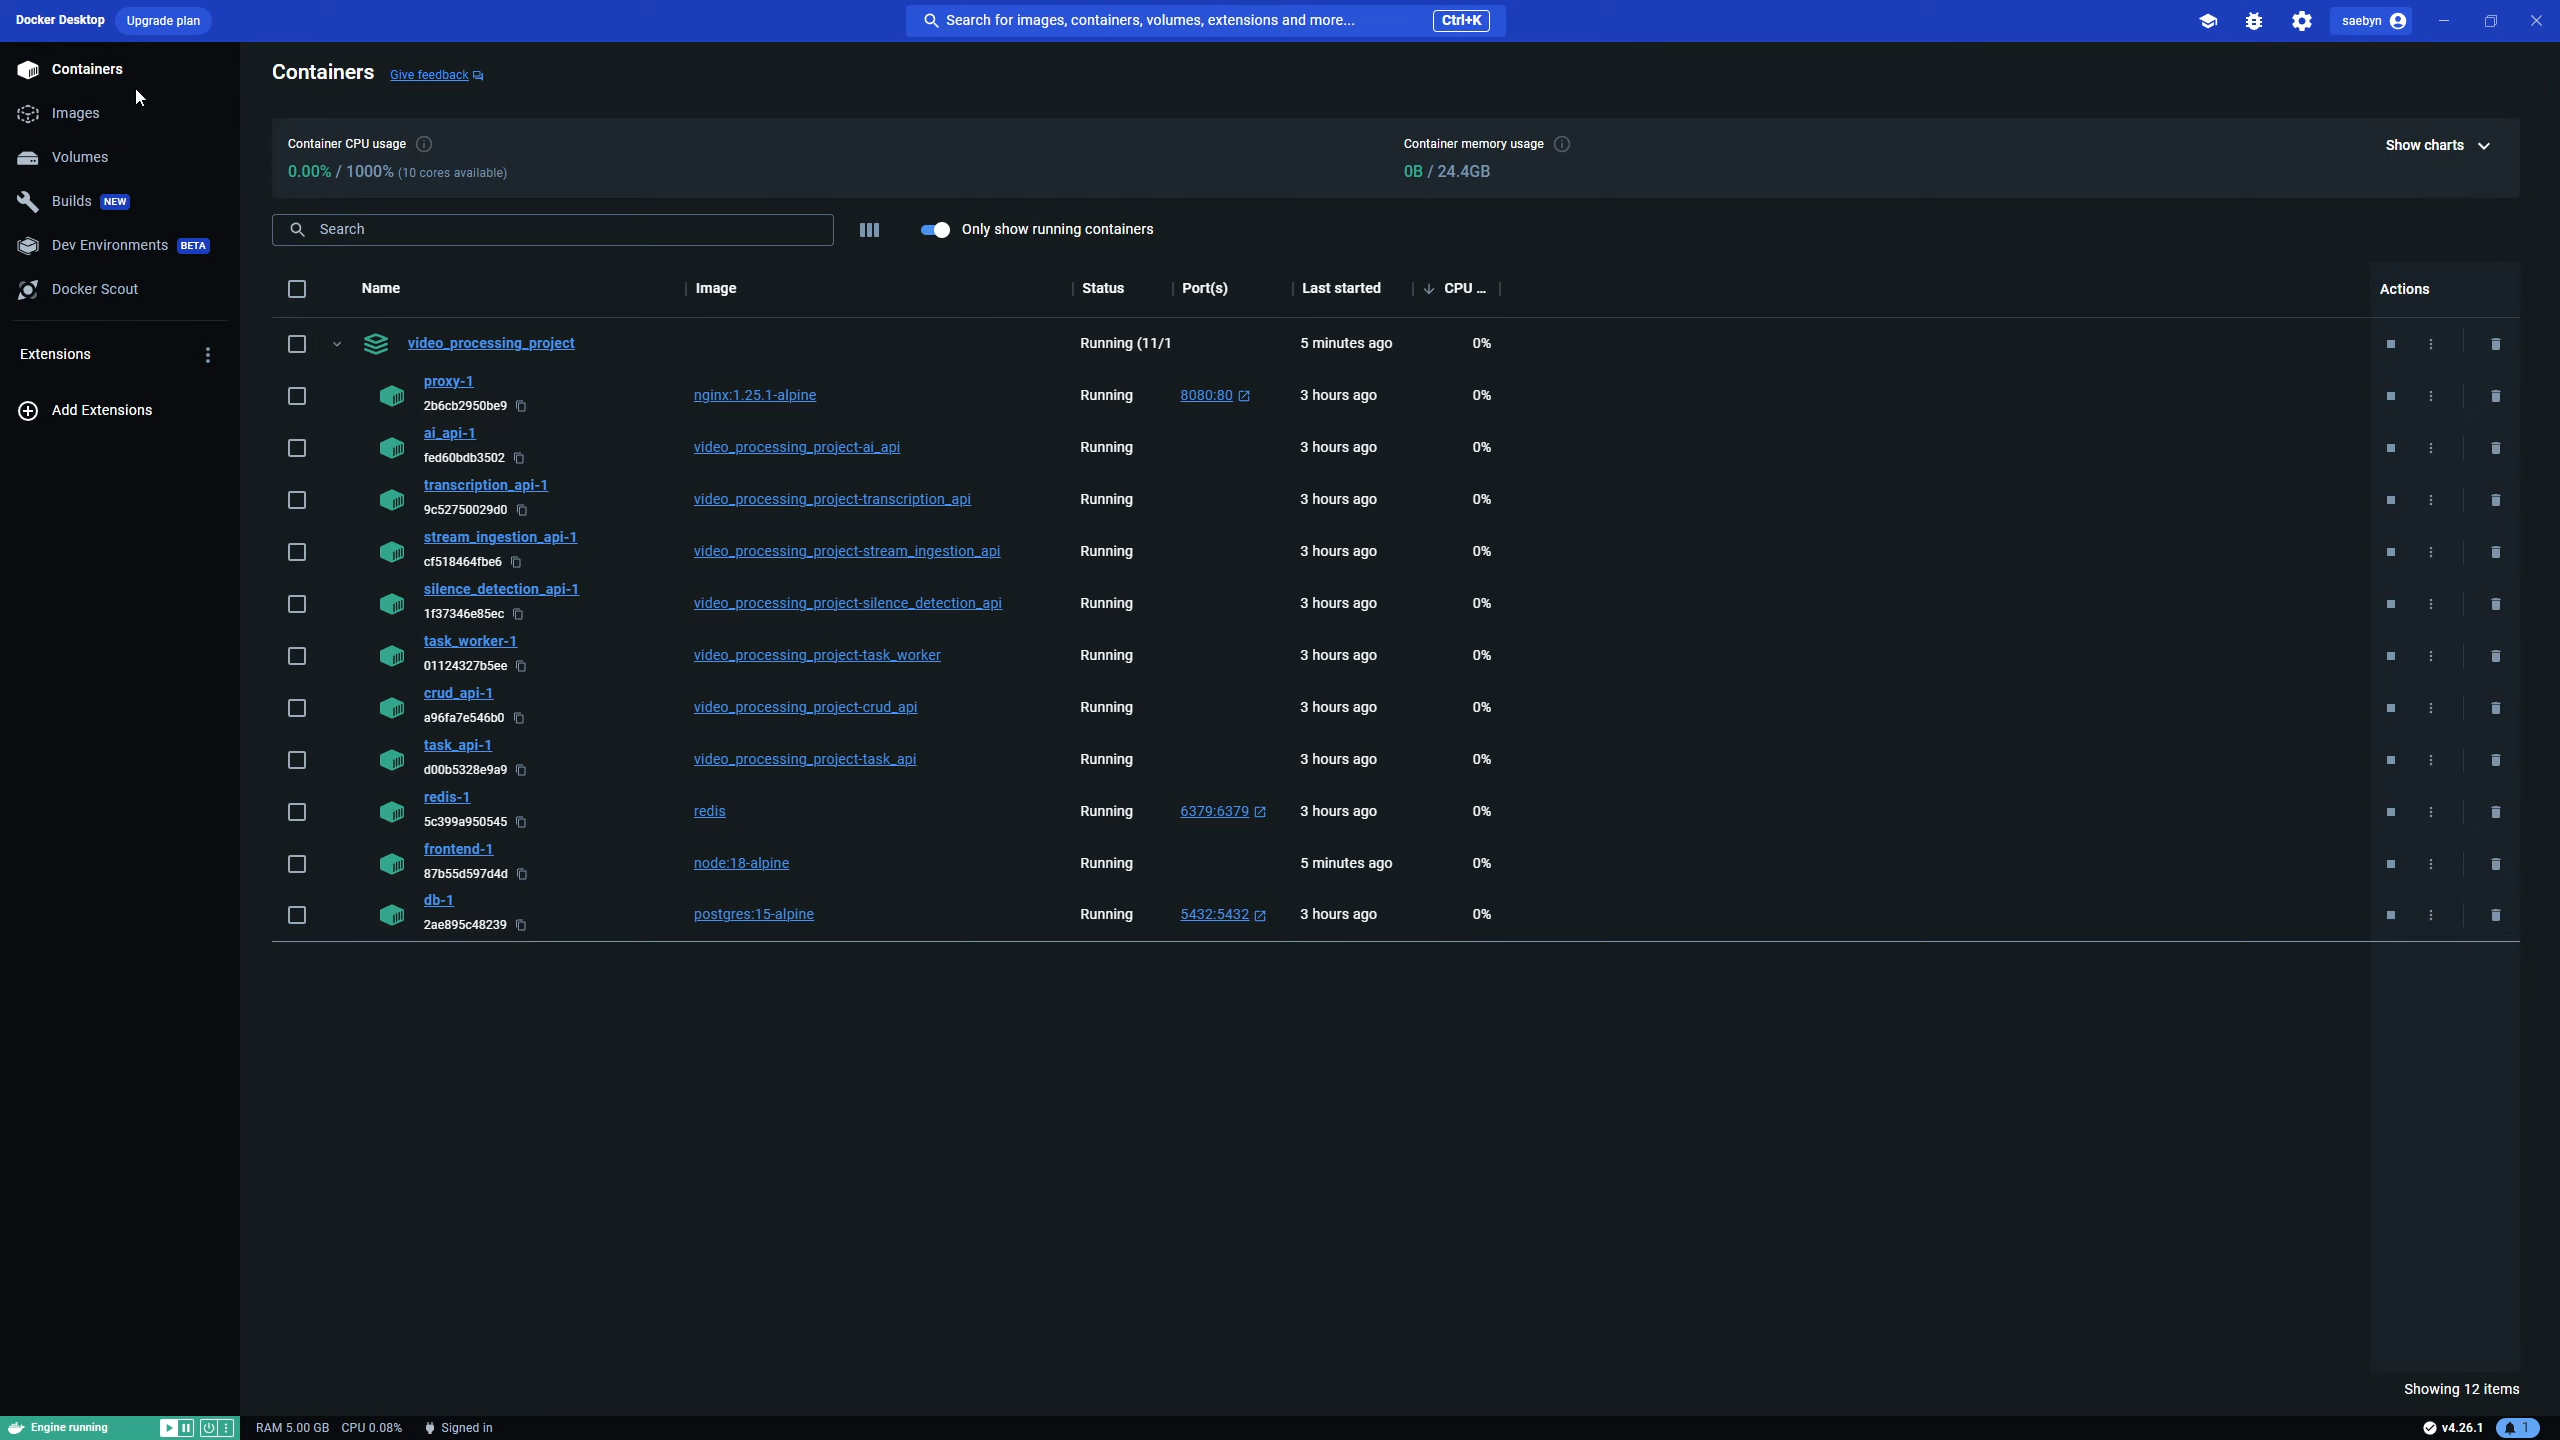 Docker Desktop Upgrade plan Search for images, containers, volumes, extensions and more... Ctrl+K saebyn
Containers
Images
Volumes
Builds NEW
Dev Environments BETA
Docker Scout
Extensions
Add Extensions
Containers Give feedback
Container CPU usage Container memory usage Show charts
0.00% / 1000% (10 cores available) 0B / 24.4GB
Search Only show running containers
Name Image Status Port(s) Last started CPU ... Actions
video_processing_project Running (11/1 5 minutes ago 0%
proxy-1
2b6cb2950be9 nginx:1.25.1-alpine Running 8080:80 3 hours ago 0%
ai_api-1
fed60bdb3502 video_processing_project-ai_api Running 3 hours ago 0%
transcription_api-1
9c52750029d0 video_processing_project-transcription_api Running 3 hours ago 0%
stream_ingestion_api-1
cf518464fbe6 video_processing_project-stream_ingestion_api Running 3 hours ago 0%
silence_detection_api-1
1f37346e85ec video_processing_project-silence_detection_api Running 3 hours ago 0%
task_worker-1
01124327b5ee video_processing_project-task_worker Running 3 hours ago 0%
crud_api-1
a96fa7e546b0 video_processing_project-crud_api Running 3 hours ago 0%
task_api-1
d00b5328e9a9 video_processing_project-task_api Running 3 hours ago 0%
redis-1
5c399a950545 redis Running 6379:6379 3 hours ago 0%
frontend-1
87b55d597d4d node:18-alpine Running 5 minutes ago 0%
db-1
2ae895c48239 postgres:15-alpine Running 5432:5432 3 hours ago 0%
Showing 12 items
Engine running RAM 5.00 GB CPU 0.08% Signed in v4.26.1 1